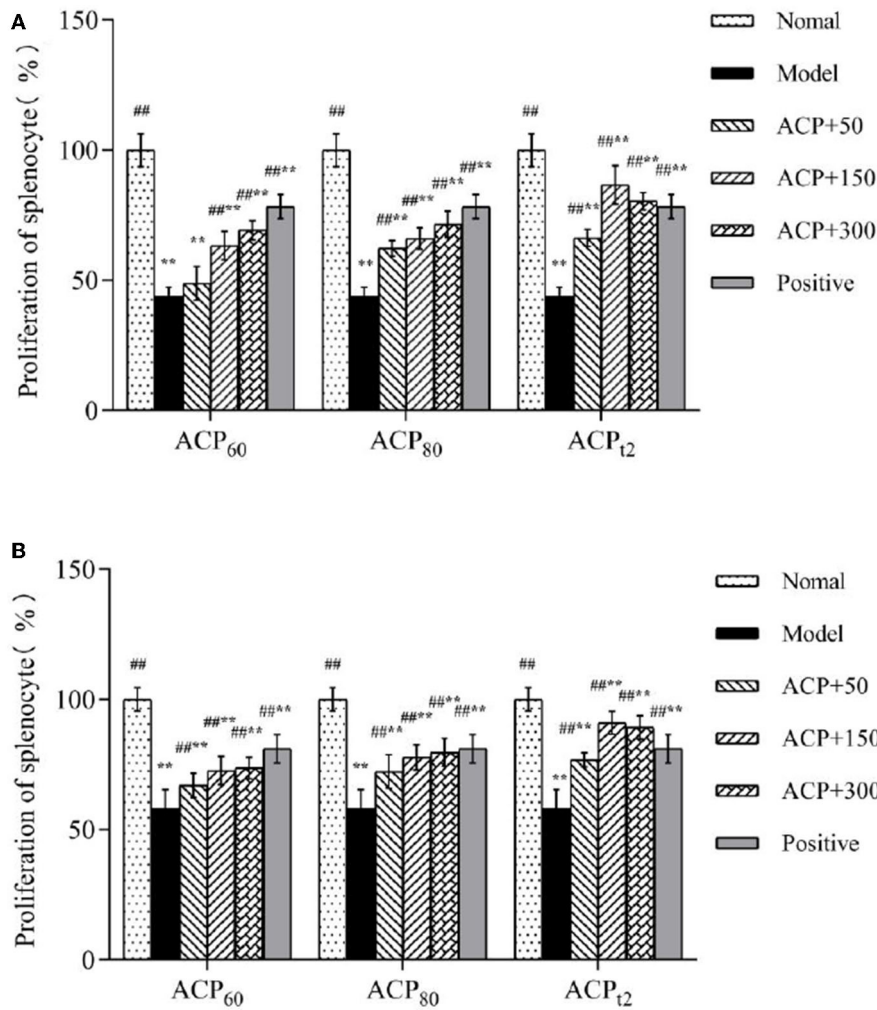 A
Proliferation of splenocyte( %)
150
100
50
0
## ** ** ##** ##** ##**
## ** ##** ##** ##** ##**
## ** ##** ##** ##** ##**
ACP60
ACP80
ACPt2
Nomal
Model
ACP+50
ACP+150
ACP+300
Positive
B
Proliferation of splenocyte( %)
150
100
50
0
## ** ##** ##** ##** ##**
## ** ##** ##** ##** ##**
## ** ##** ##** ##** ##**
ACP60
ACP80
ACPt2
Nomal
Model
ACP+50
ACP+150
ACP+300
Positive